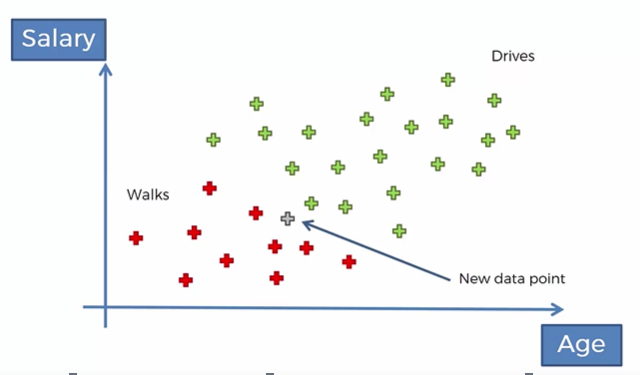 Salary
Drives
Walks
New data point
Age